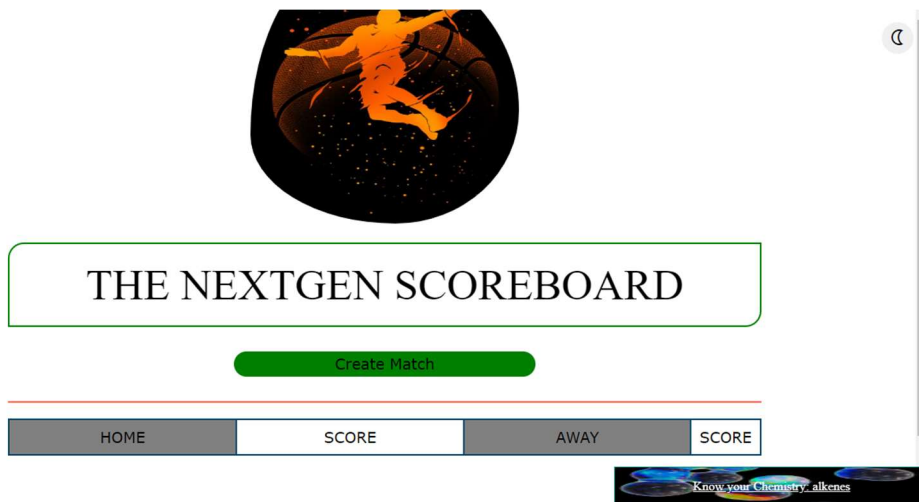 THE NEXTGEN SCOREBOARD
Create Match
HOME SCORE AWAY SCORE
Know your Chemistry: alkenes